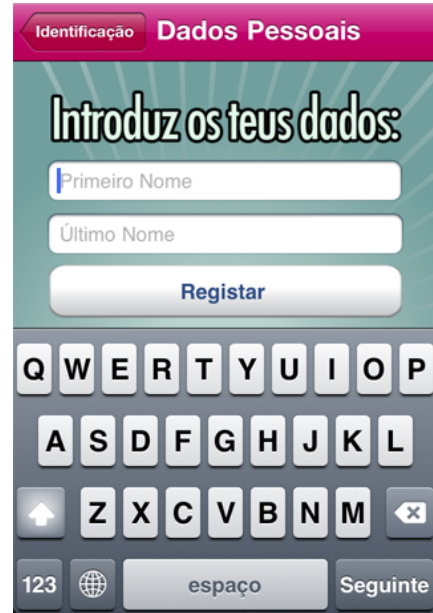 Identificação Dados Pessoais
Introduz os teus dados:
Primeiro Nome
Último Nome
Registar
Q W E R T Y U I O P
A S D F G H J K L
Z X C V B N M
123 espaço Seguinte